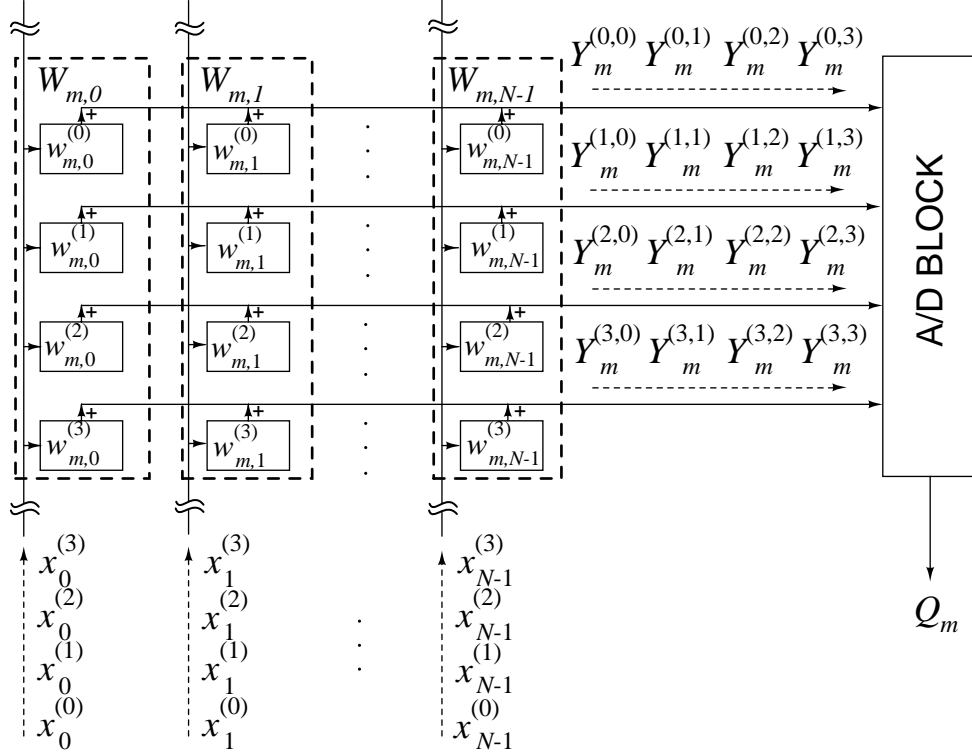 W_{m,0} W_{m,1} W_{m,N-1} Y_m^{(0,0)} Y_m^{(0,1)} Y_m^{(0,2)} Y_m^{(0,3)}
+ + +
w_{m,0}^{(0)} w_{m,1}^{(0)} w_{m,N-1}^{(0)} Y_m^{(1,0)} Y_m^{(1,1)} Y_m^{(1,2)} Y_m^{(1,3)}
+ + +
w_{m,0}^{(1)} w_{m,1}^{(1)} w_{m,N-1}^{(1)} Y_m^{(2,0)} Y_m^{(2,1)} Y_m^{(2,2)} Y_m^{(2,3)}
+ + +
w_{m,0}^{(2)} w_{m,1}^{(2)} w_{m,N-1}^{(2)} Y_m^{(3,0)} Y_m^{(3,1)} Y_m^{(3,2)} Y_m^{(3,3)}
+ + +
w_{m,0}^{(3)} w_{m,1}^{(3)} w_{m,N-1}^{(3)}
A/D BLOCK
x_0^{(3)} x_1^{(3)} x_{N-1}^{(3)}
x_0^{(2)} x_1^{(2)} x_{N-1}^{(2)} Q_m
x_0^{(1)} x_1^{(1)} x_{N-1}^{(1)}
x_0^{(0)} x_1^{(0)} x_{N-1}^{(0)}